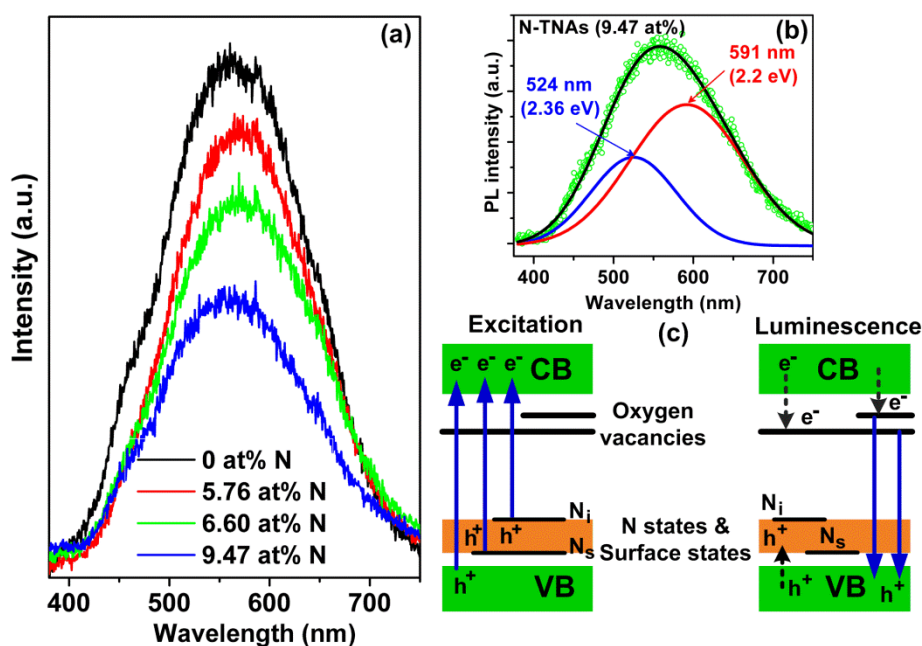 (a)
Intensity (a.u.)
0 at% N
5.76 at% N
6.60 at% N
9.47 at% N
400 500 600 700
Wavelength (nm)
(b)
N-TNAs (9.47 at%)
591 nm
(2.2 eV)
524 nm
(2.36 eV)
PL intensity (a.u.)
400 500 600 700
Wavelength (nm)
(c)
Excitation
Luminescence
e- e- e- CB
CB
e- e-
Oxygen
vacancies
Ni
h+ h+
Ns
h+ VB
N states &
Surface states
Ni
h+ Ns
h+ VB h+